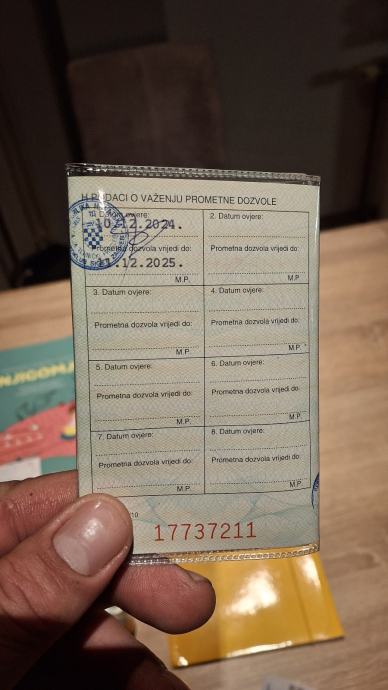 H PODACI O VAŽENJU PROMETNE DOZVOLE
1. Datum ovjere:
10.12.2024.
Prometna dozvola vrijedi do:
11.12.2025.
M.P.
2. Datum ovjere:
Prometna dozvola vrijedi do:
M.P.
3. Datum ovjere:
Prometna dozvola vrijedi do:
M.P.
4. Datum ovjere:
Prometna dozvola vrijedi do:
M.P.
5. Datum ovjere:
Prometna dozvola vrijedi do:
M.P.
6. Datum ovjere:
Prometna dozvola vrijedi do:
M.P.
7. Datum ovjere:
Prometna dozvola vrijedi do:
M.P.
8. Datum ovjere:
Prometna dozvola vrijedi do:
M.P.
17737211